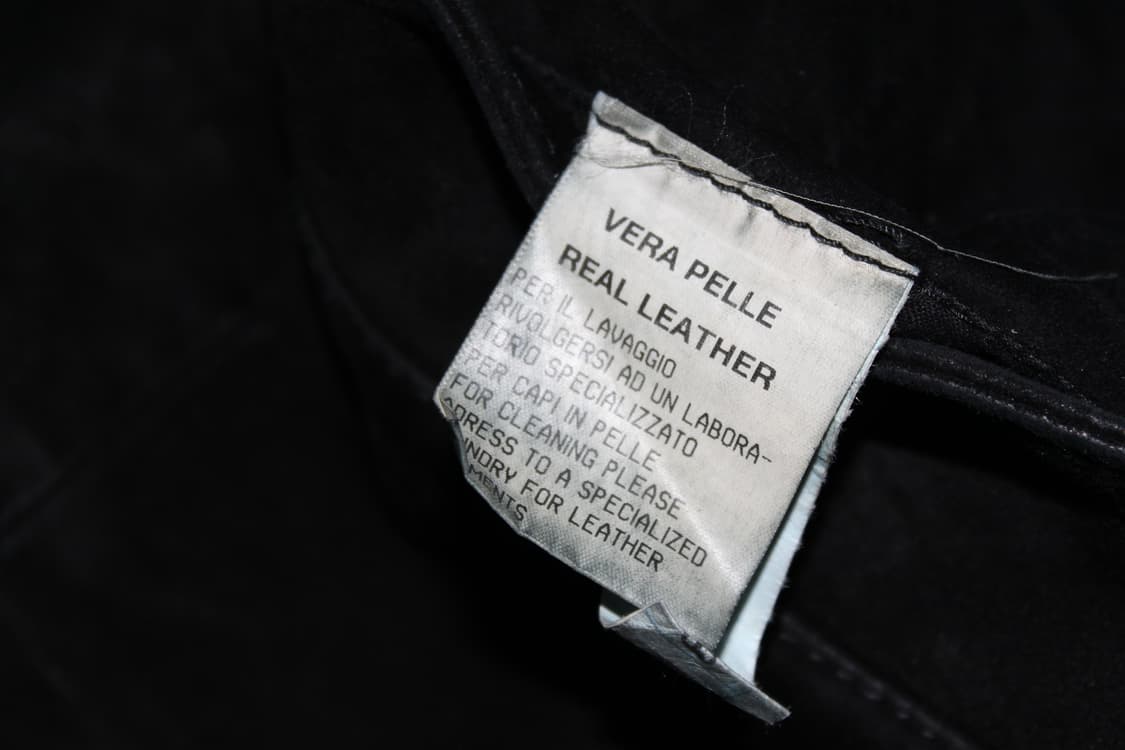 VERA PELLE
REAL LEATHER
PER IL LAVAGGIO
RIVOLGERSI AD UN LABORA-
TORIO SPECIALIZZATO
PER CAPI IN PELLE
FOR CLEANING PLEASE
DRESS TO A SPECIALIZED
NDRY FOR LEATHER
MENTS